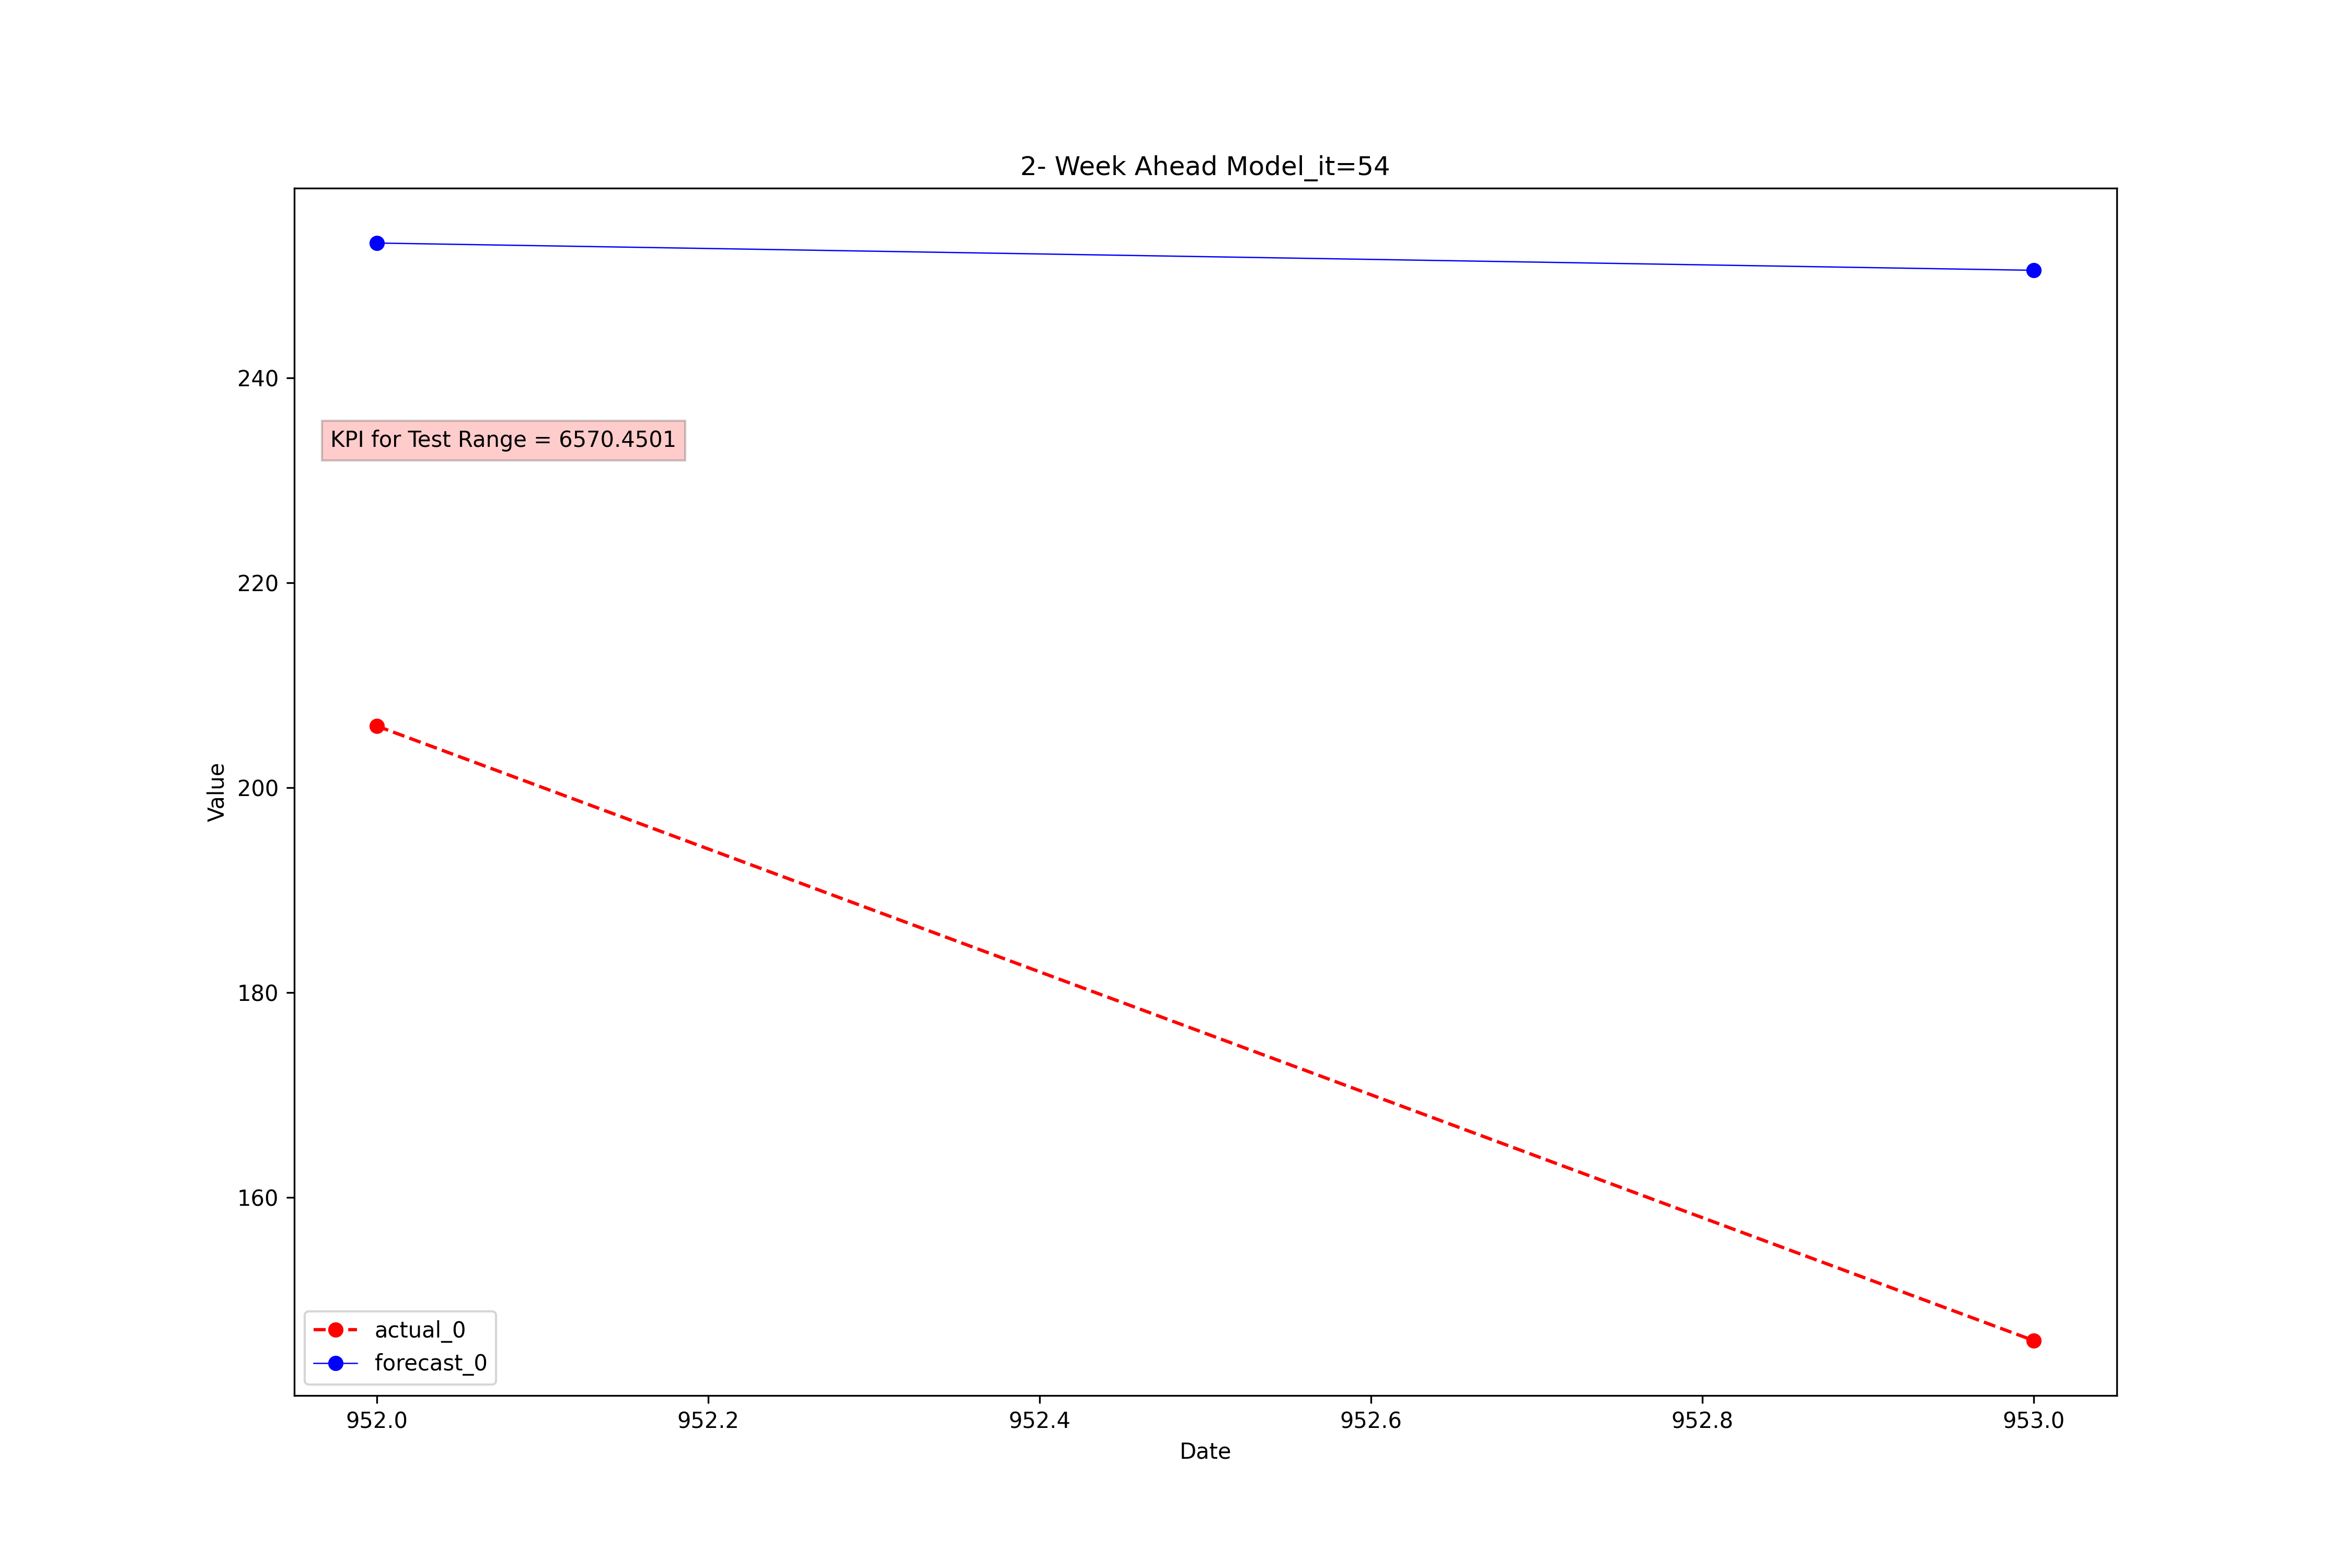 2- Week Ahead Model_it=54
240
220
200
180
160
Value
KPI for Test Range = 6570.4501
actual_0
forecast_0
952.0 952.2 952.4 952.6 952.8 953.0
Date